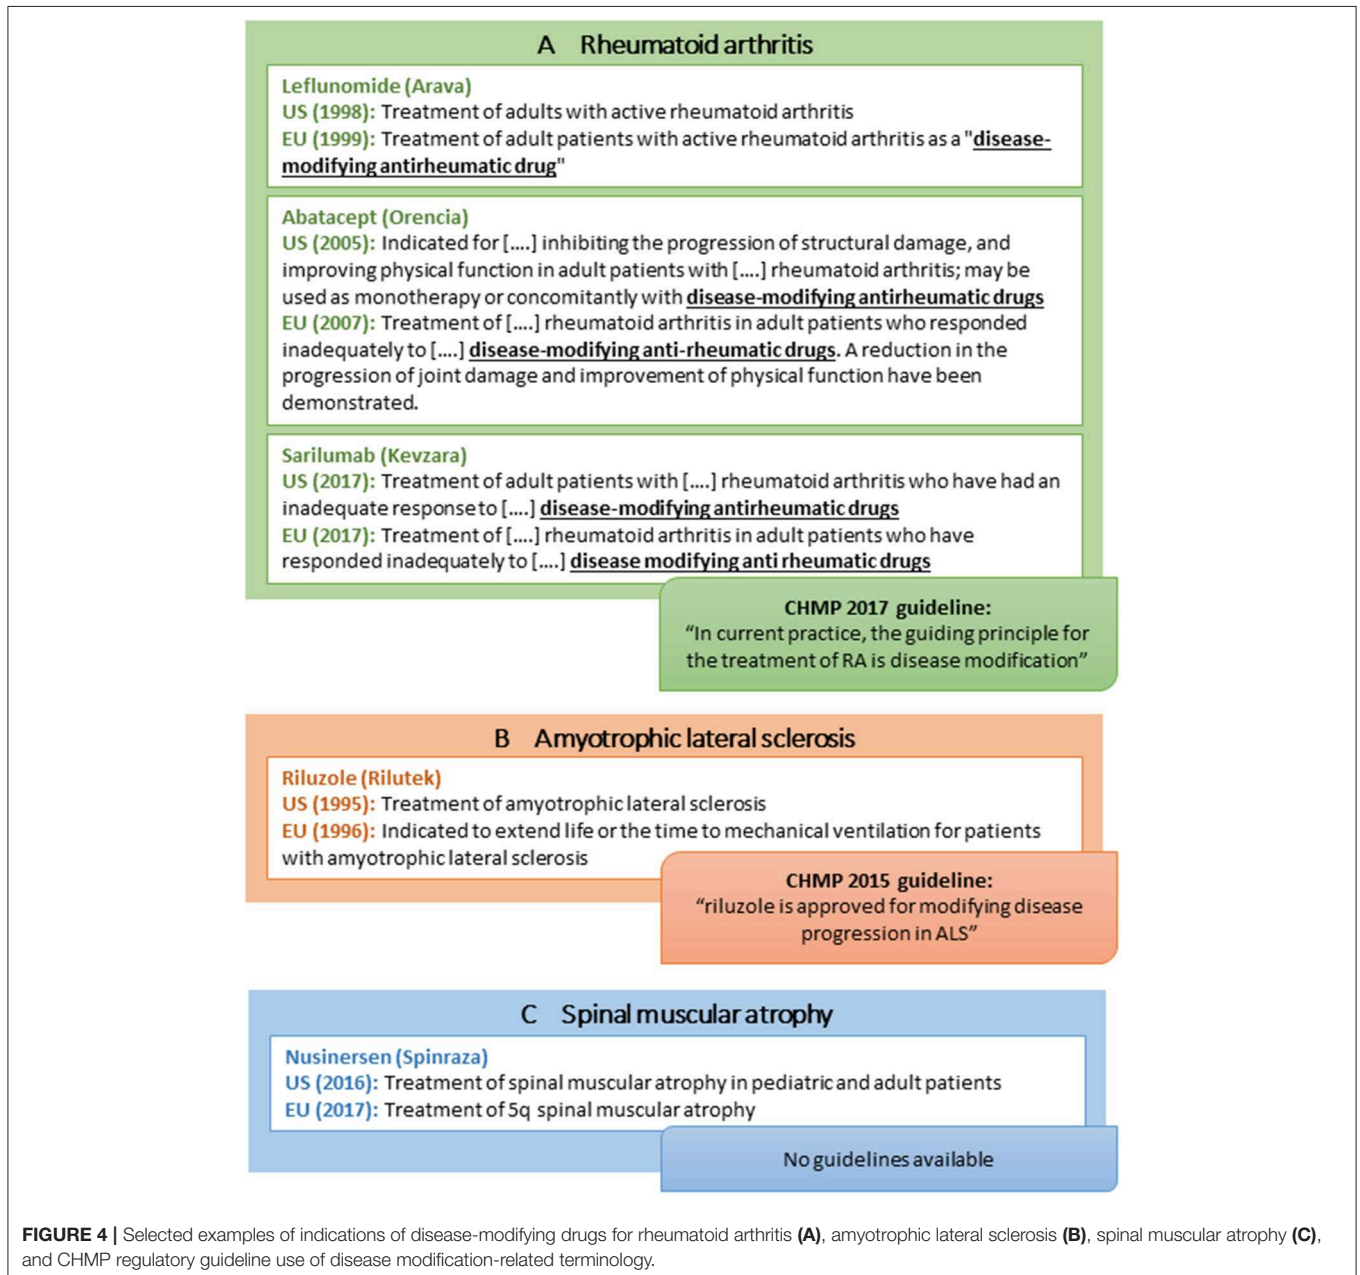 A Rheumatoid arthritis
Leflunomide (Arava)
US (1998): Treatment of adults with active rheumatoid arthritis
EU (1999): Treatment of adult patients with active rheumatoid arthritis as a "disease-
modifying antirheumatic drug"
Abatacept (Orencia)
US (2005): Indicated for [....] inhibiting the progression of structural damage, and
improving physical function in adult patients with [....] rheumatoid arthritis; may be
used as monotherapy or concomitantly with disease-modifying antirheumatic drugs
EU (2007): Treatment of [....] rheumatoid arthritis in adult patients who responded
inadequately to [....] disease-modifying anti-rheumatic drugs. A reduction in the
progression of joint damage and improvement of physical function have been
demonstrated.
Sarilumab (Kevzara)
US (2017): Treatment of adult patients with [....] rheumatoid arthritis who have had an
inadequate response to [....] disease-modifying antirheumatic drugs
EU (2017): Treatment of [....] rheumatoid arthritis in adult patients who have
responded inadequately to [....] disease modifying anti rheumatic drugs
CHMP 2017 guideline:
“In current practice, the guiding principle for
the treatment of RA is disease modification”
B Amyotrophic lateral sclerosis
Riluzole (Rilutek)
US (1995): Treatment of amyotrophic lateral sclerosis
EU (1996): Indicated to extend life or the time to mechanical ventilation for patients
with amyotrophic lateral sclerosis
CHMP 2015 guideline:
“riluzole is approved for modifying disease
progression in ALS”
C Spinal muscular atrophy
Nusinersen (Spinraza)
US (2016): Treatment of spinal muscular atrophy in pediatric and adult patients
EU (2017): Treatment of 5q spinal muscular atrophy
No guidelines available
FIGURE 4 | Selected examples of indications of disease-modifying drugs for rheumatoid arthritis (A), amyotrophic lateral sclerosis (B), spinal muscular atrophy (C),
and CHMP regulatory guideline use of disease modification-related terminology.